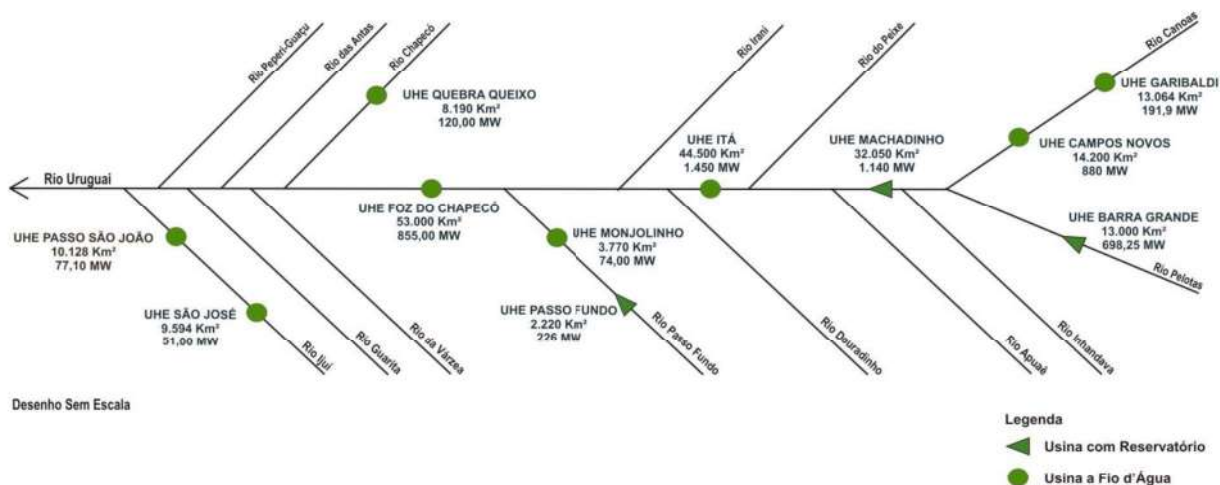 Rio Peperi-Guaçu
Rio das Antas
Rio Chapecó
Rio Irani
Rio do Peixe
Rio Canoas
UHE QUEBRA QUEIXO
8.190 Km²
120,00 MW
UHE GARIBALDI
13.064 Km²
191,9 MW
UHE ITÁ
44.500 Km²
1.450 MW
UHE MACHADINHO
32.050 Km²
1.140 MW
UHE CAMPOS NOVOS
14.200 Km²
880 MW
Rio Uruguai
UHE FOZ DO CHAPECÓ
53.000 Km²
855,00 MW
UHE BARRA GRANDE
13.000 Km²
698,25 MW
UHE PASSO SÃO JOÃO
10.128 Km²
77,10 MW
UHE MONJOLINHO
3.770 Km²
74,00 MW
Rio Pelotas
UHE SÃO JOSÉ
9.594 Km²
51,00 MW
UHE PASSO FUNDO
2.220 Km²
226 MW
Rio Ijuí
Rio Guarita
Rio da Várzea
Rio Passo Fundo
Rio Douradinho
Rio Apuaê
Rio Inhandava
Desenho Sem Escala
Legenda
Usina com Reservatório
Usina a Fio d'Água